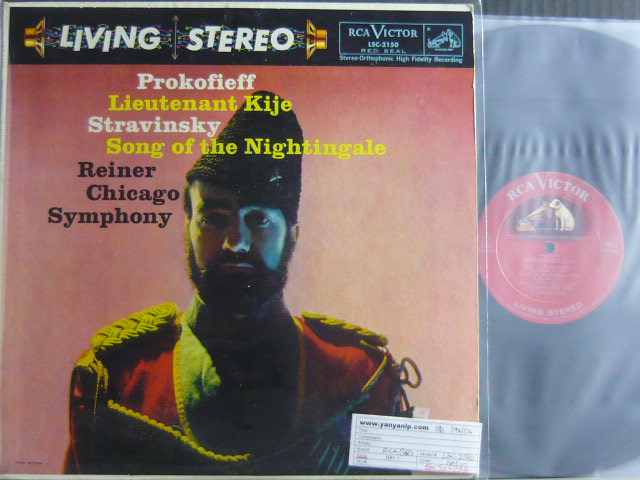 LIVING STEREO
RCA VICTOR
LSC-2150
RED SEAL
Stereo-Orthophonic High Fidelity Recording
Prokofieff
Lieutenant Kije
Stravinsky
Song of the Nightingale
Reiner
Chicago
Symphony
www.yanyanlp.com
RCA VICTOR
LIVING STEREO